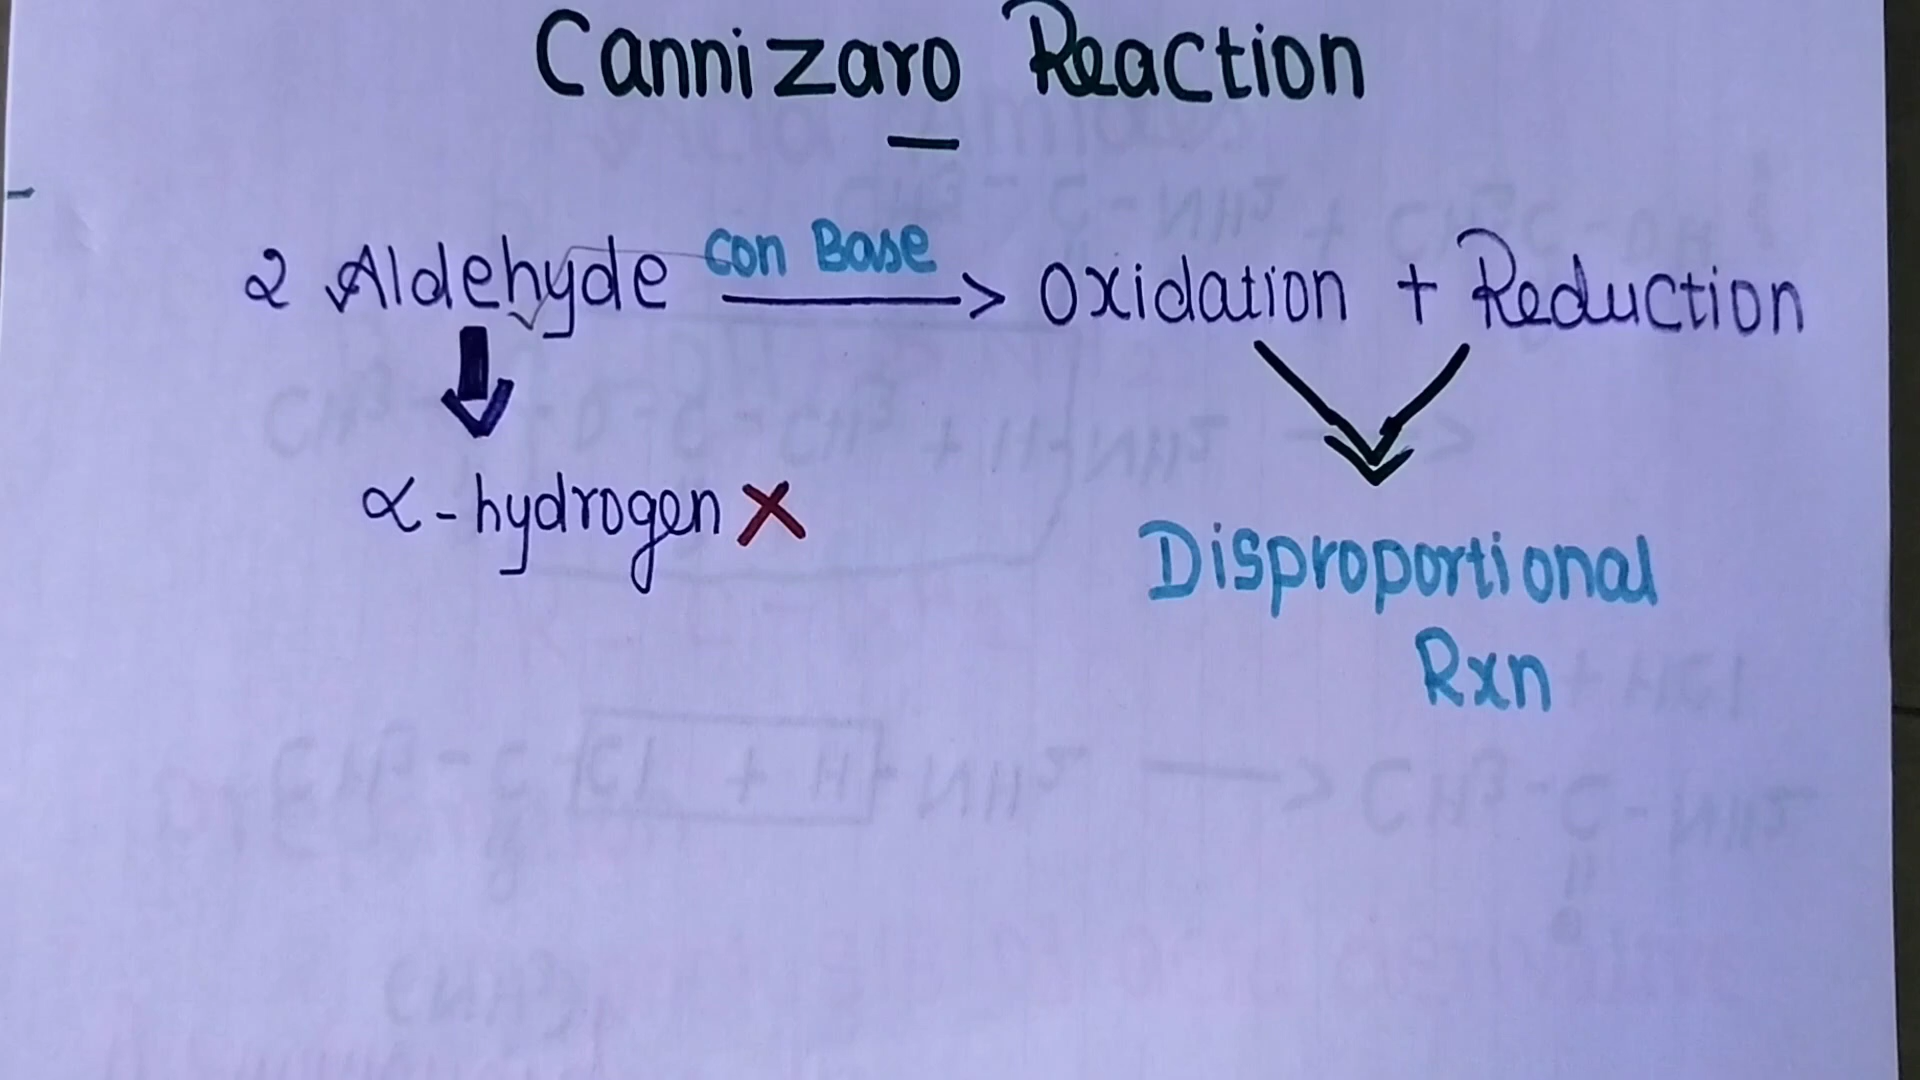 Cannizaro Reaction
2 Aldehyde con Base > Oxidation + Reduction
α-hydrogen X
Disproportional
Rxn